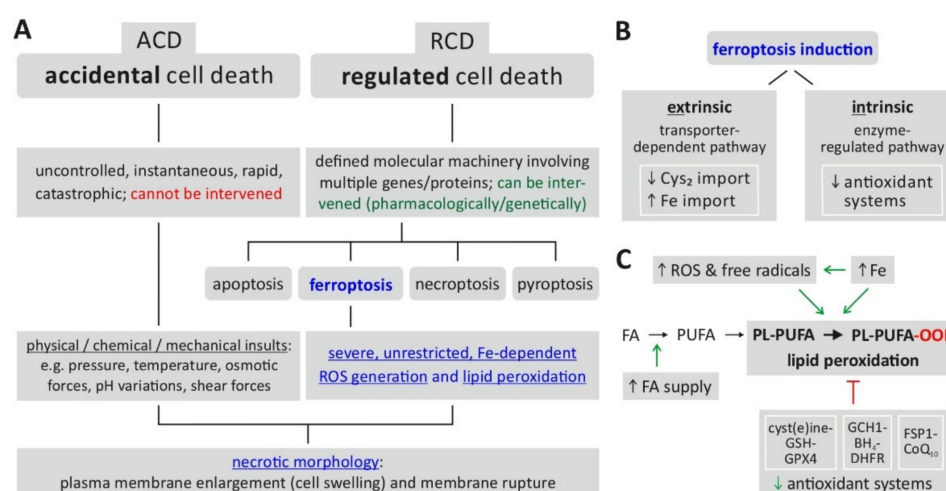 A
ACD
accidental cell death
RCD
regulated cell death
uncontrolled, instantaneous, rapid,
catastrophic; cannot be intervened
defined molecular machinery involving
multiple genes/proteins; can be inter-
vened (pharmacologically/genetically)
apoptosis
ferroptosis
necroptosis
pyroptosis
physical / chemical / mechanical insults:
e.g. pressure, temperature, osmotic
forces, pH variations, shear forces
severe, unrestricted, Fe-dependent
ROS generation and lipid peroxidation
necrotic morphology:
plasma membrane enlargement (cell swelling) and membrane rupture
B
ferroptosis induction
extrinsic
transporter-
dependent pathway
↓ Cys₂ import
↑ Fe import
intrinsic
enzyme-
regulated pathway
↓ antioxidant
systems
C
↑ ROS & free radicals
↑ Fe
FA → PUFA → PL-PUFA → PL-PUFA-OO
lipid peroxidation
↑ FA supply
cyst(e)ine-
GSH-
GPX4
GCH1-
BH₄-
DHFR
FSP1-
CoQ₁₀
↓ antioxidant systems